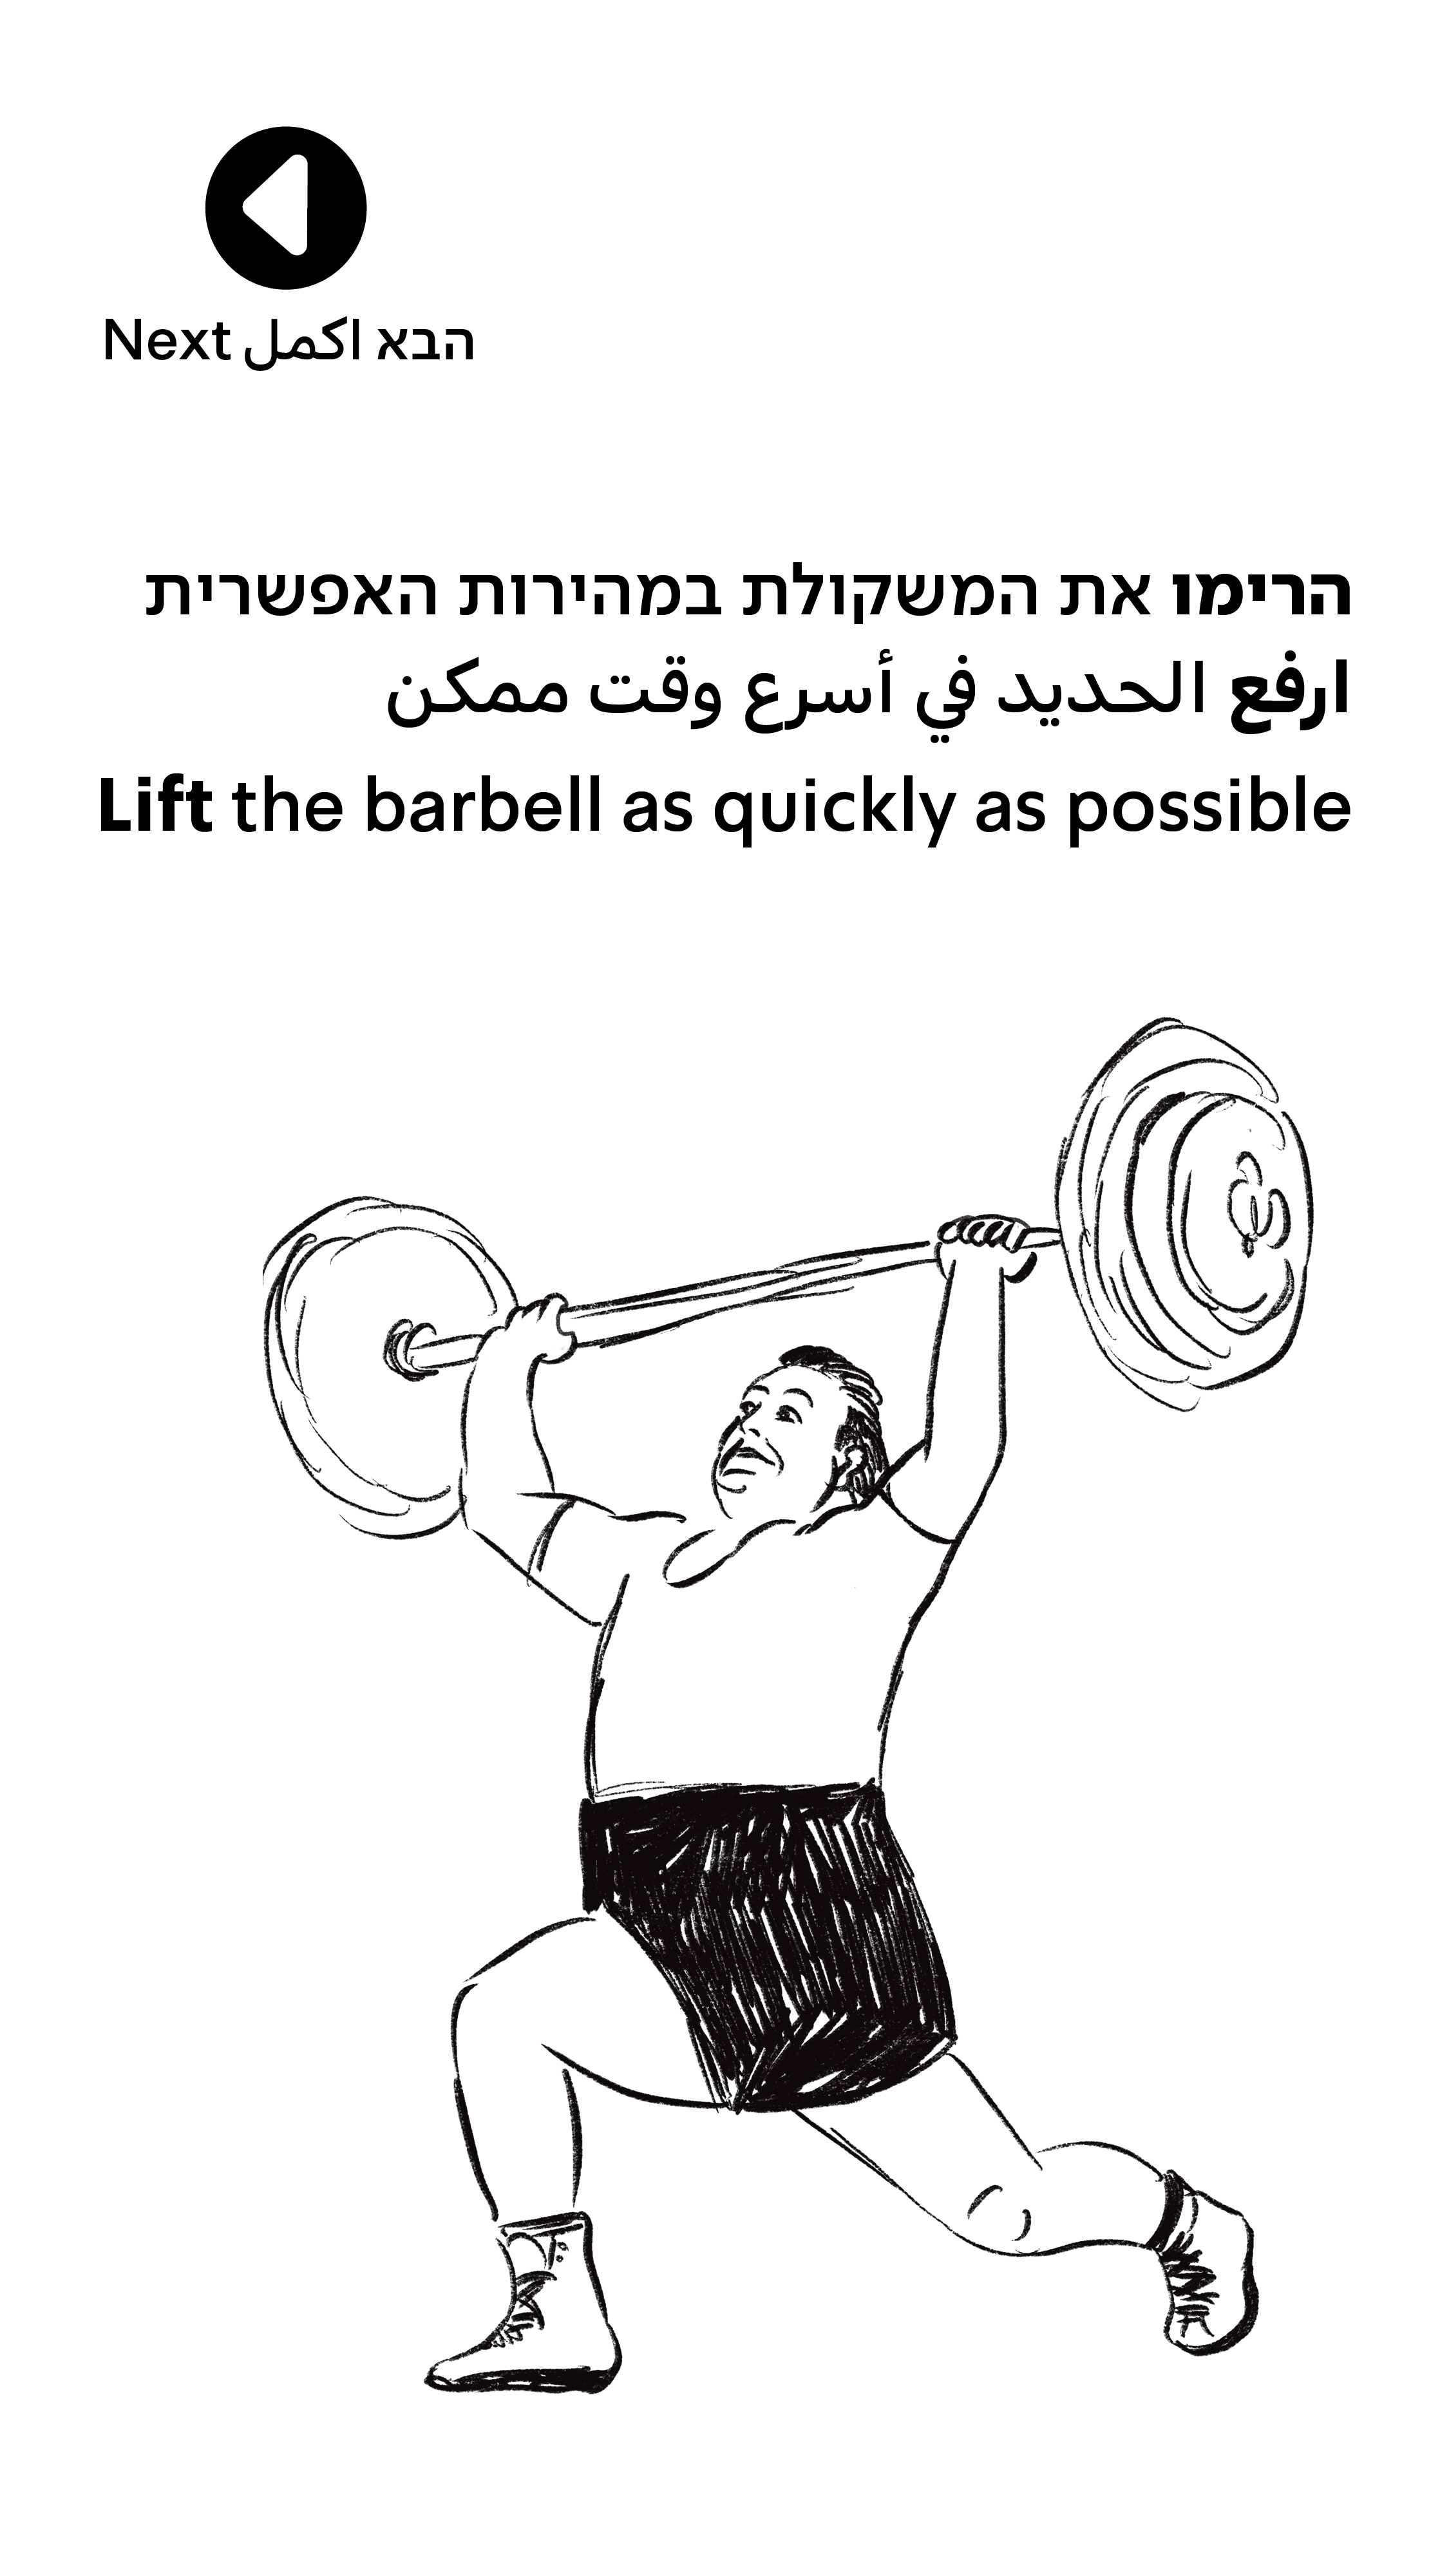 הבא اكمل Next
הרימו את המשקולת במהירות האפשרית
ارفع الحديد في أسرع وقت ممكن
Lift the barbell as quickly as possible